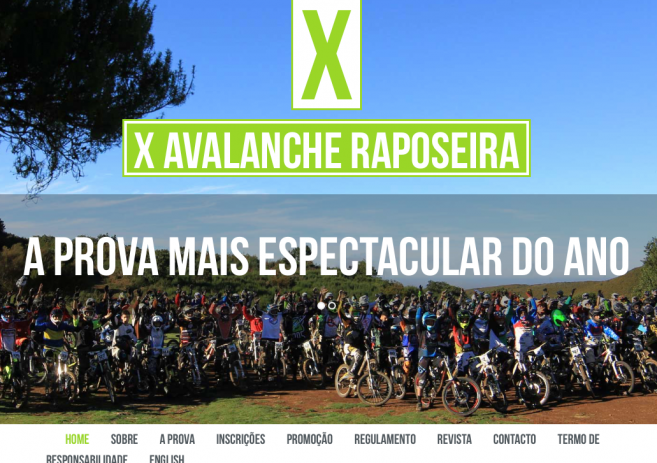 X
X AVALANCHE RAPOSEIRA
A PROVA MAIS ESPECTACULAR DO ANO
HOME SOBRE A PROVA INSCRIÇÕES PROMOÇÃO REGULAMENTO REVISTA CONTACTO TERMO DE
RESPONSABILIDADE ENGLISH